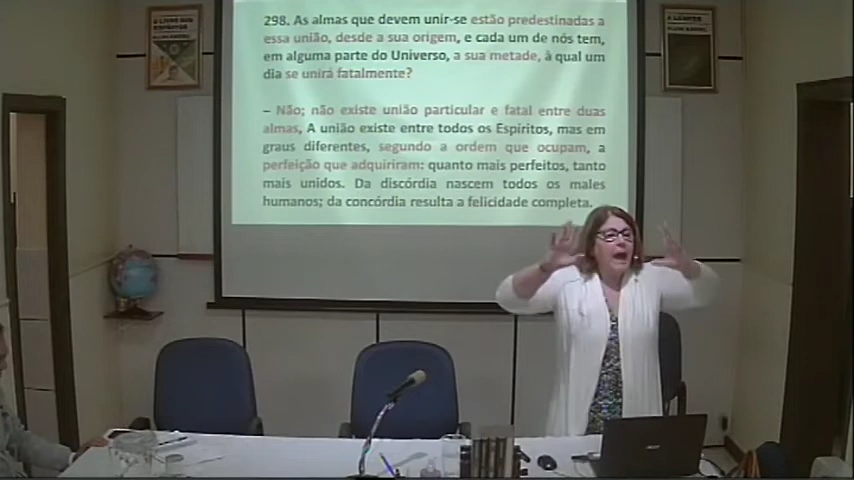 O LIVRO DOS
ESPÍRITOS
298. As almas que devem unir-se estão predestinadas a
essa união, desde a sua origem, e cada um de nós tem,
em alguma parte do Universo, a sua metade, à qual um
dia se unirá fatalmente?
– Não; não existe união particular e fatal entre duas
almas, A união existe entre todos os Espíritos, mas em
graus diferentes, segundo a ordem que ocupam, a
perfeição que adquiriram: quanto mais perfeitos, tanto
mais unidos. Da discórdia nascem todos os males
humanos; da concórdia resulta a felicidade completa.
acer